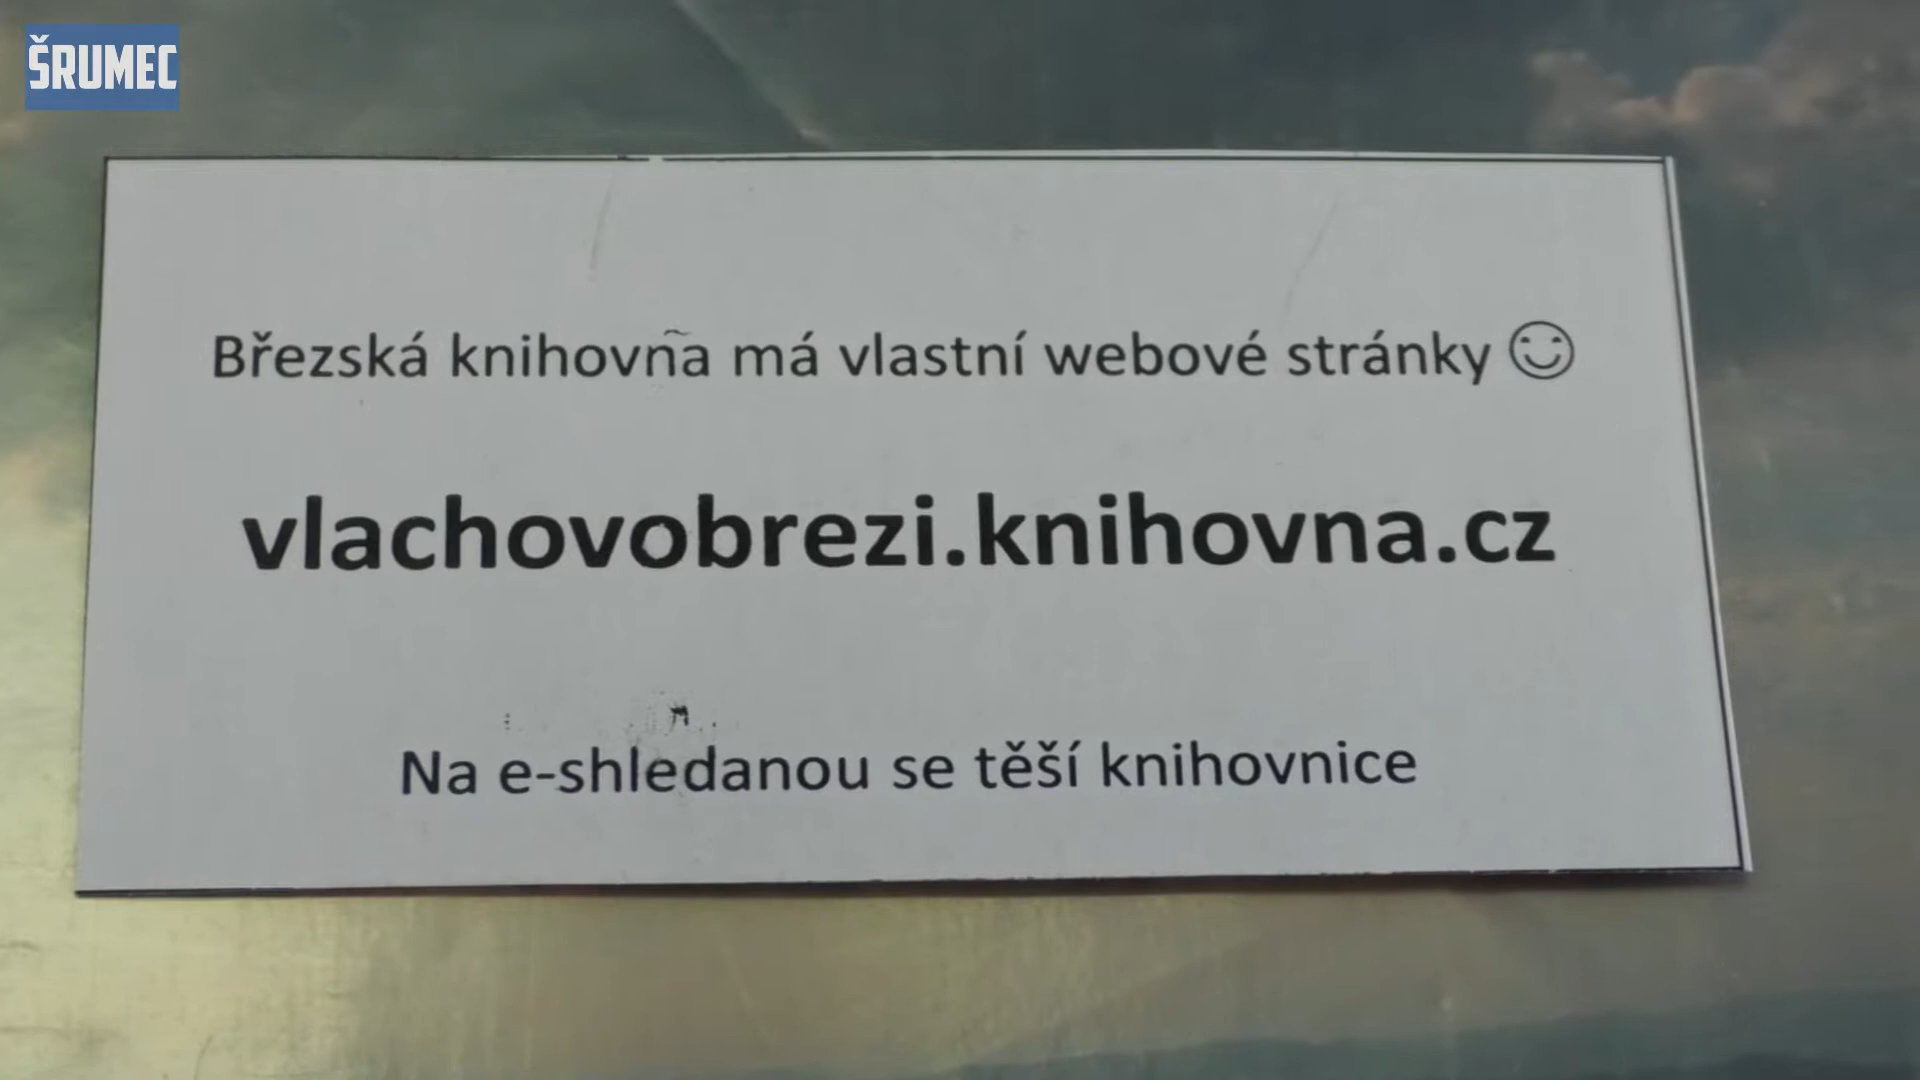 ŠRUMEC
Březská knihovna má vlastní webové stránky ☺
vlachovobrezi.knihovna.cz
Na e-shledanou se těší knihovnice